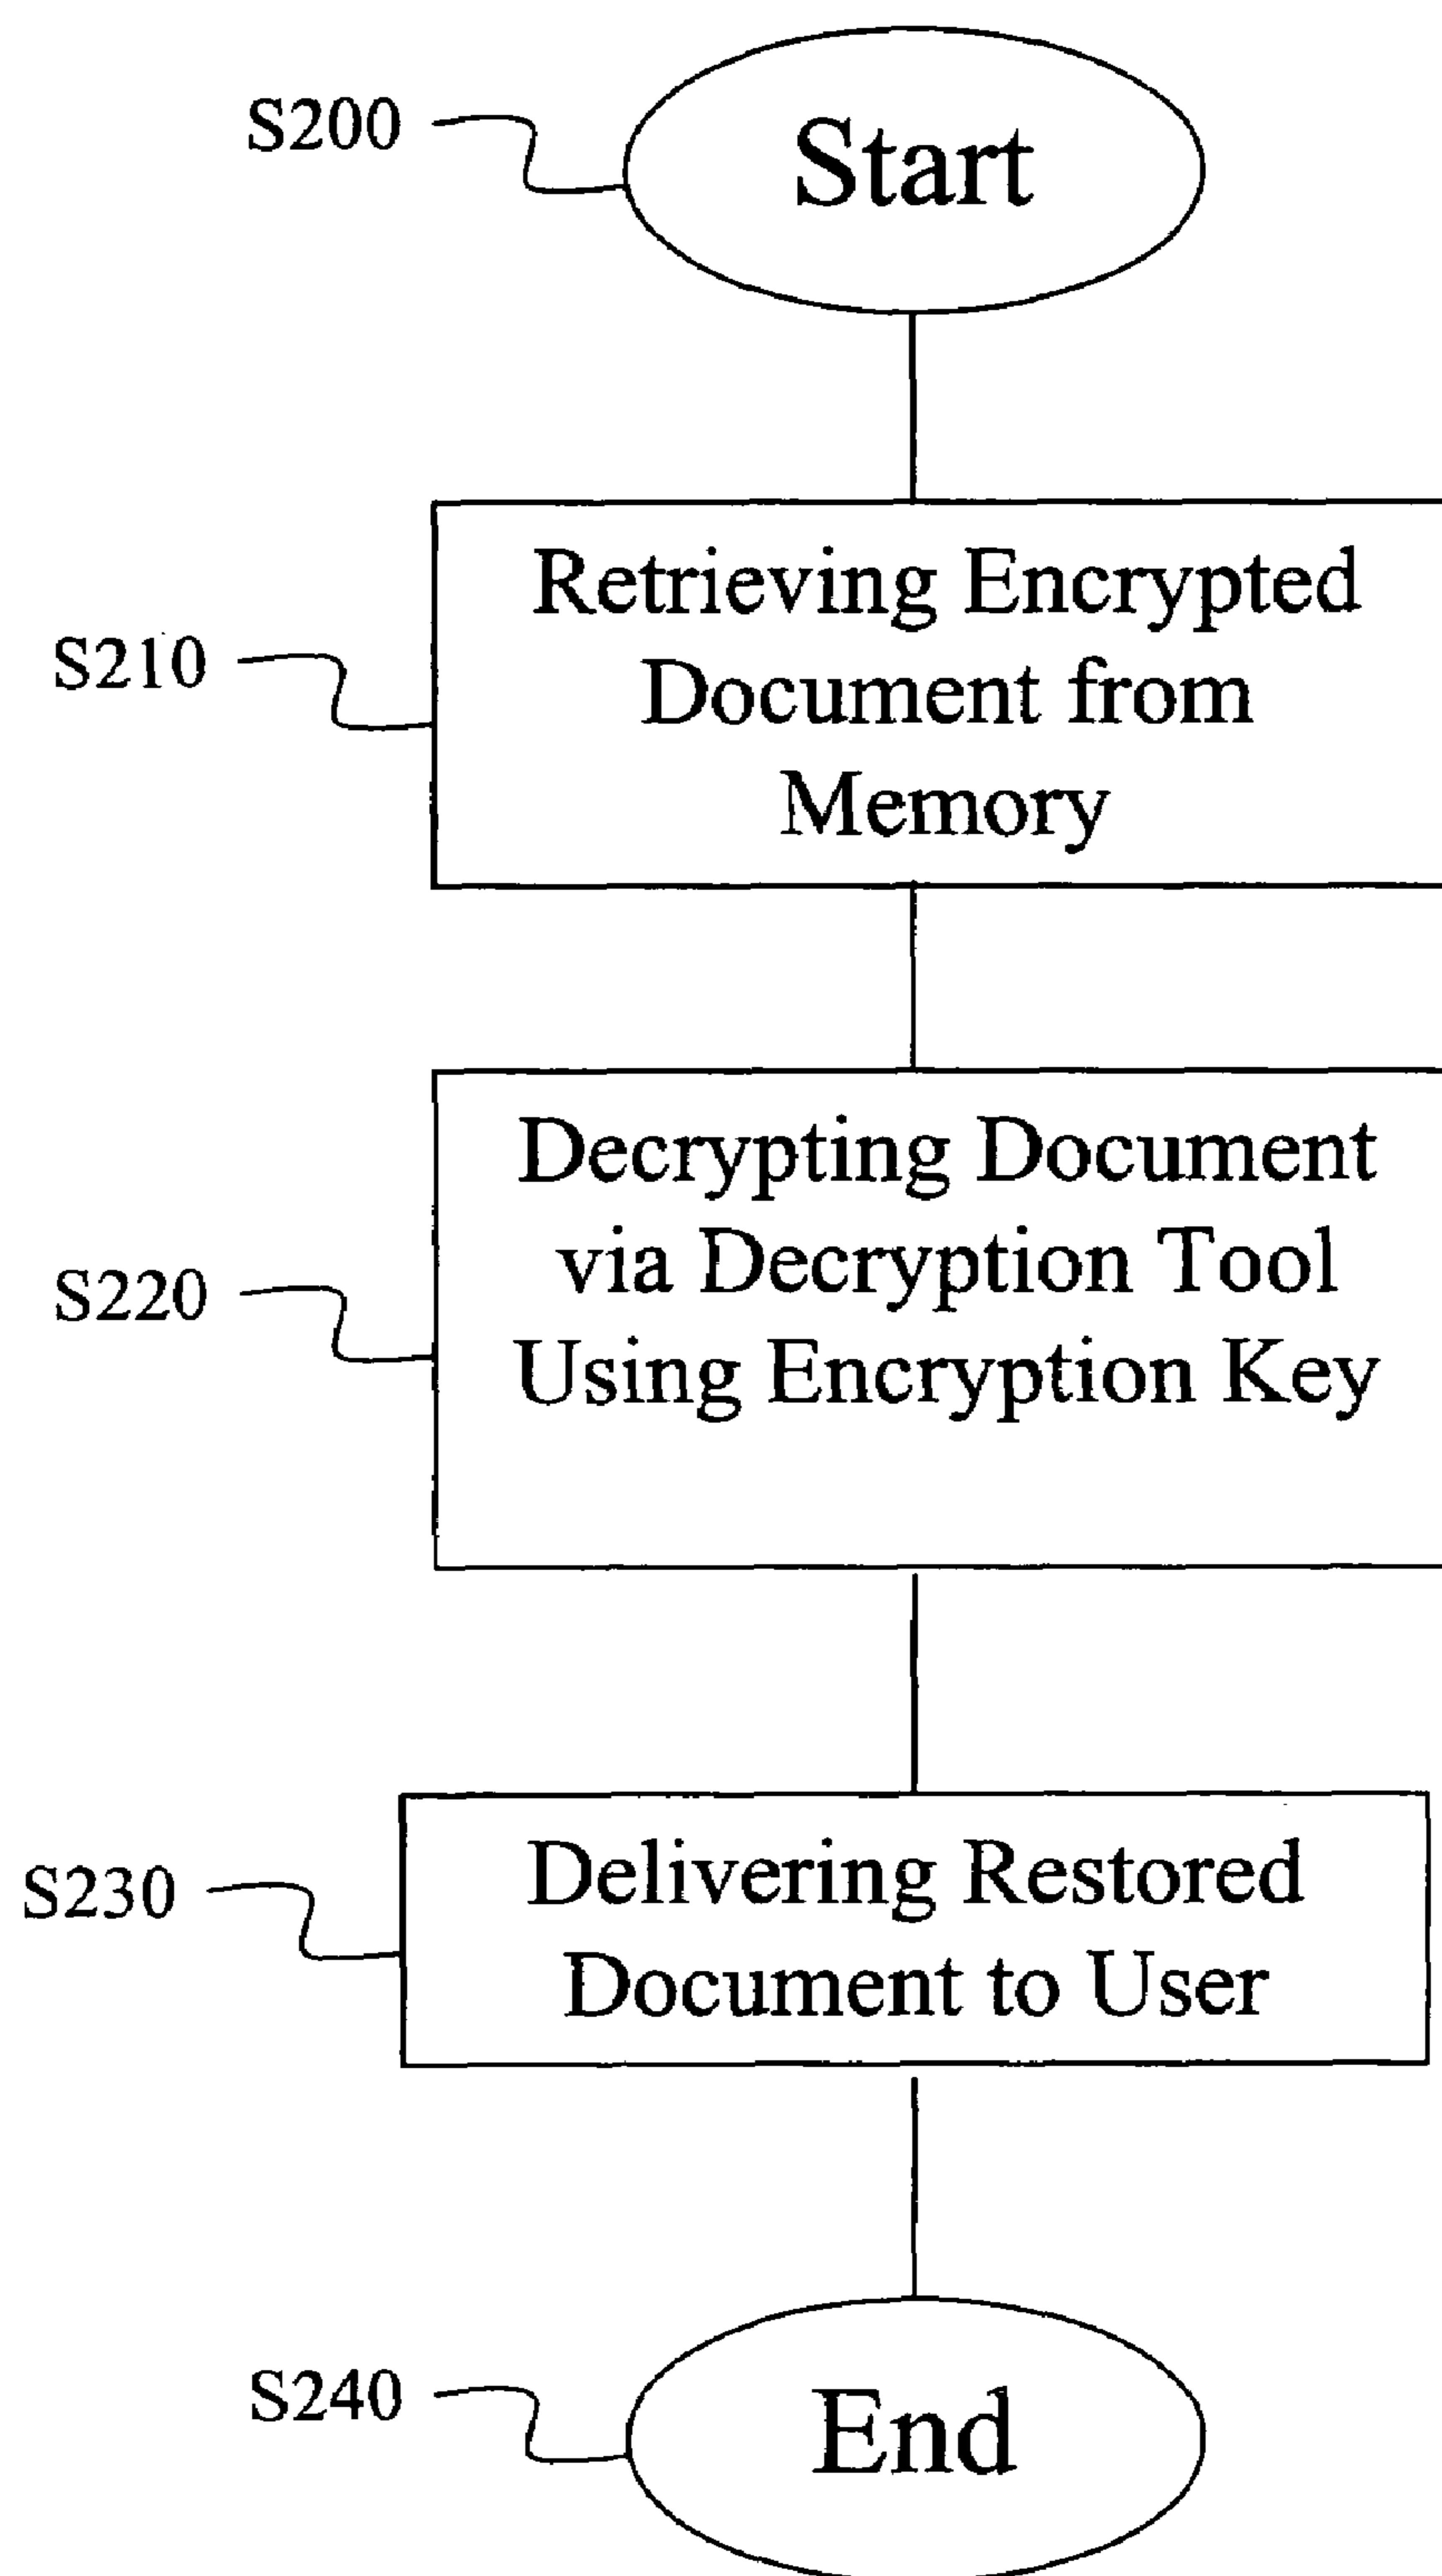 S200
Start
S210
Retrieving Encrypted
Document from
Memory
S220
Decrypting Document
via Decryption Tool
Using Encryption Key
S230
Delivering Restored
Document to User
S240
End